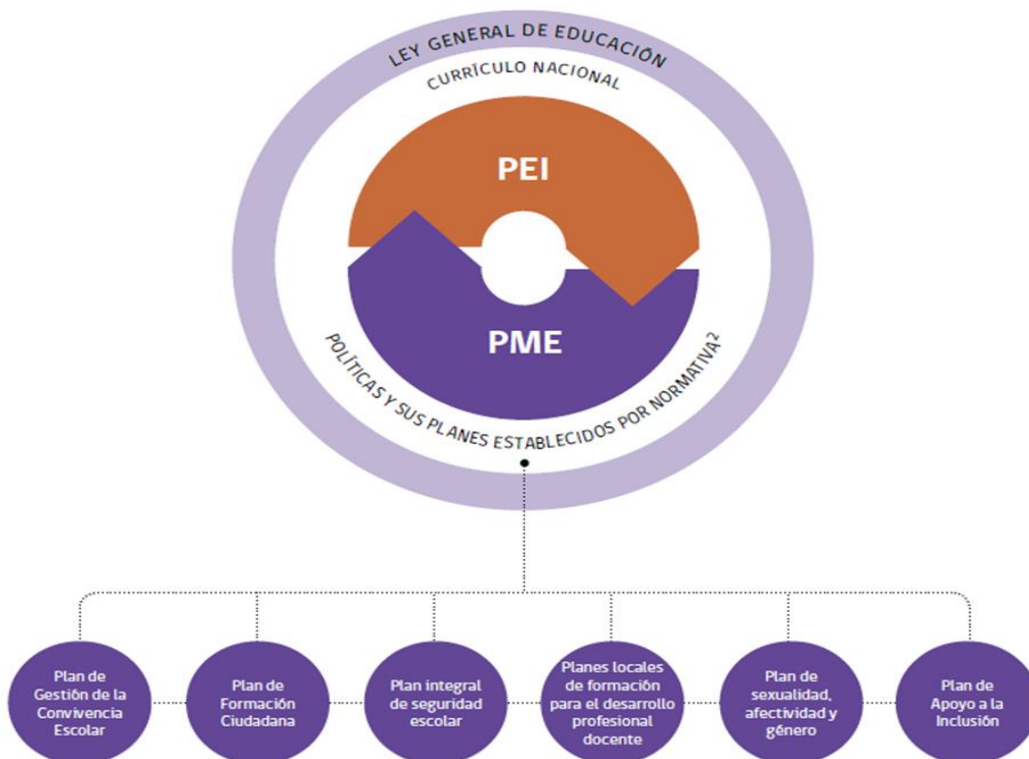 LEY GENERAL DE EDUCACIÓN
CURRÍCULO NACIONAL
PEI
PME
POLÍTICAS Y SUS PLANES ESTABLECIDOS POR NORMATIVA²
Plan de
Gestión de la
Convivencia
Escolar
Plan de
Formación
Ciudadana
Plan integral
de seguridad
escolar
Planes locales
de formación
para el desarrollo
profesional
docente
Plan de
sexualidad,
afectividad y
género
Plan de
Apoyo a la
Inclusión